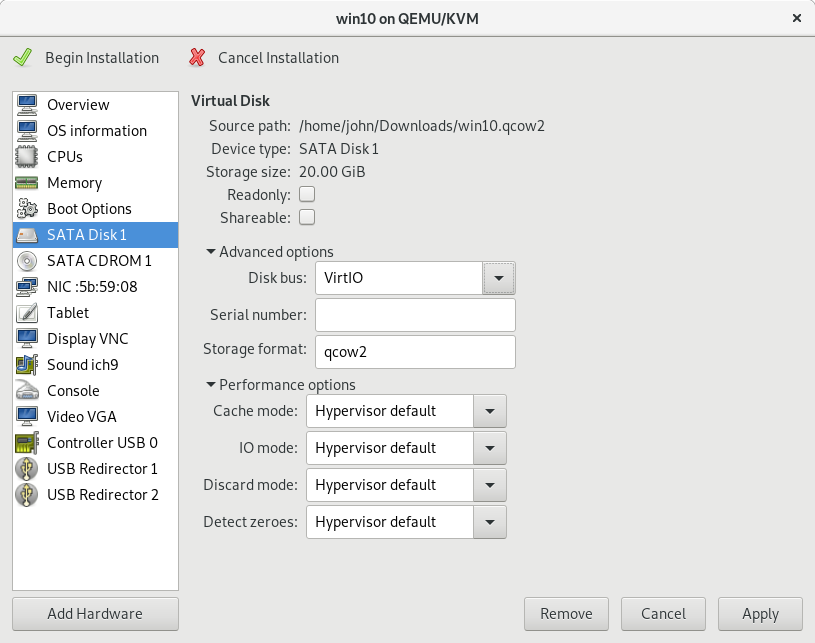 win10 on QEMU/KVM
Begin Installation
Cancel Installation
Overview
OS information
CPUs
Memory
Boot Options
SATA Disk 1
SATA CDROM 1
NIC :5b:59:08
Tablet
Display VNC
Sound ich9
Console
Video VGA
Controller USB 0
USB Redirector 1
USB Redirector 2
Add Hardware
Virtual Disk
Source path: /home/john/Downloads/win10.qcow2
Device type: SATA Disk 1
Storage size: 20.00 GiB
Readonly:
Shareable:
Advanced options
Disk bus: VirtIO
Serial number:
Storage format: qcow2
Performance options
Cache mode: Hypervisor default
IO mode: Hypervisor default
Discard mode: Hypervisor default
Detect zeroes: Hypervisor default
Remove
Cancel
Apply